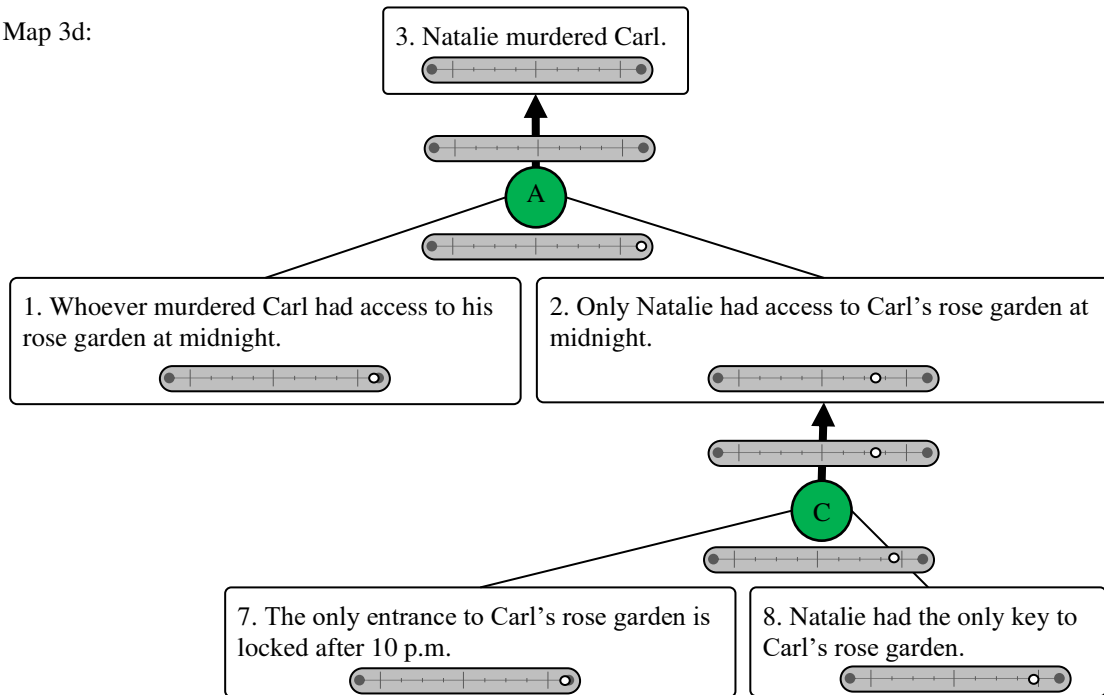 Map 3d:
3. Natalie murdered Carl.
A
1. Whoever murdered Carl had access to his
rose garden at midnight.
2. Only Natalie had access to Carl’s rose garden at
midnight.
C
7. The only entrance to Carl’s rose garden is
locked after 10 p.m.
8. Natalie had the only key to
Carl’s rose garden.